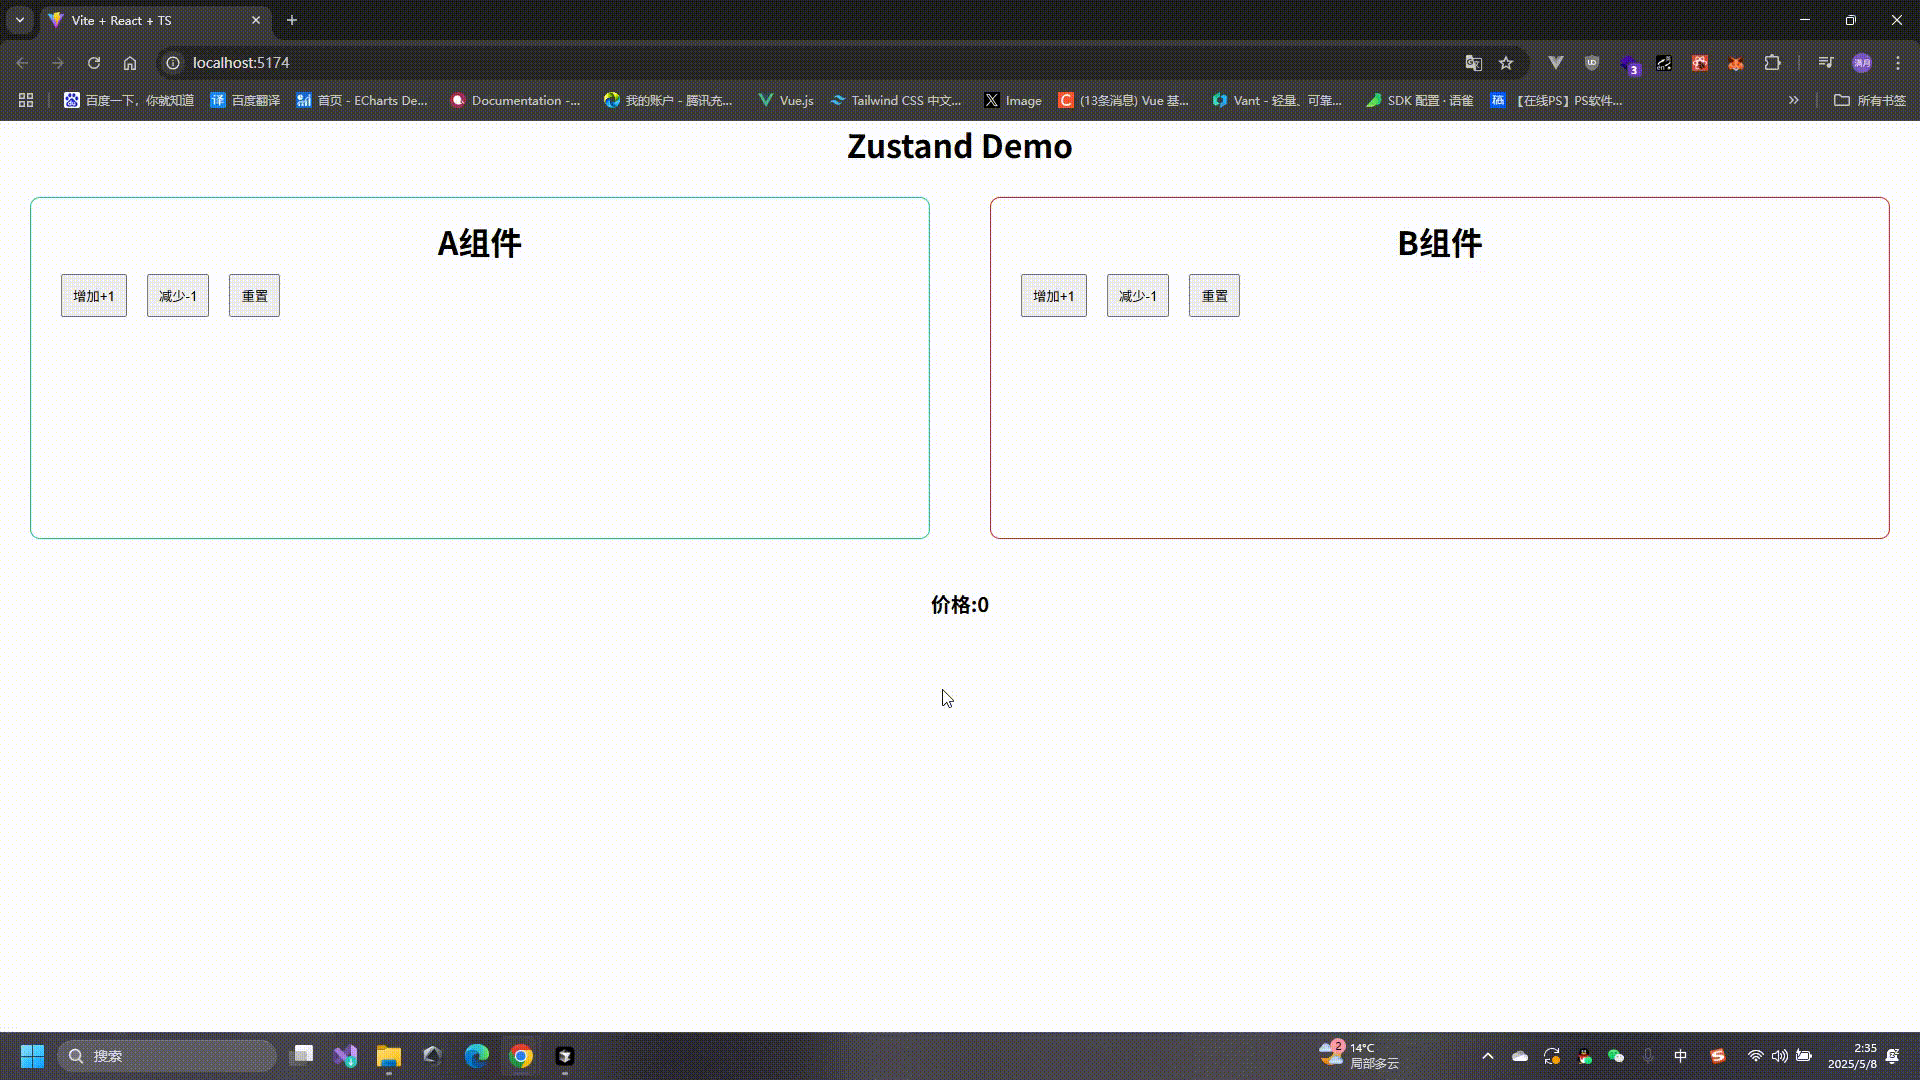 Vite + React + TS
localhost:5174
3
百度一下，你就知道
译 百度翻译
首页 - ECharts De...
Documentation -...
我的账户 - 腾讯充...
Vue.js
Tailwind CSS 中文...
Image
(13条消息) Vue 基...
Vant - 轻量、可靠...
SDK 配置 · 语雀
【在线PS】PS软件...
所有书签
Zustand Demo
A组件
增加+1
减少-1
重置
B组件
增加+1
减少-1
重置
价格:0
搜索
2
14°C
局部多云
中
2:35
2025/5/8